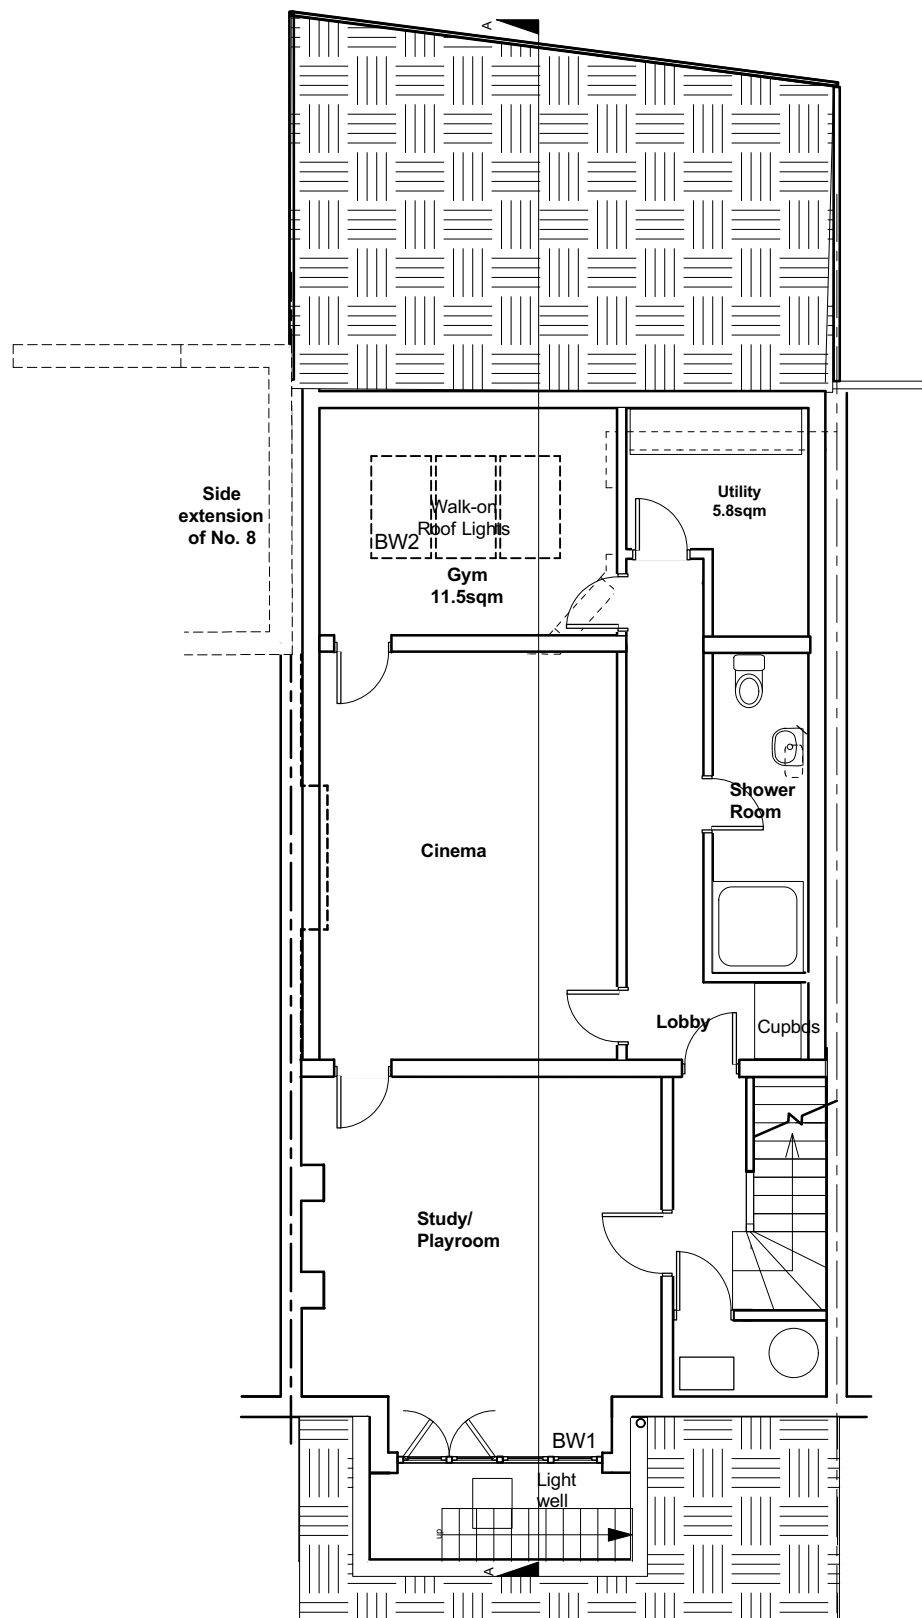 A
Side
extension
of No. 8
Walk-on
Roof Lights
BW2
Gym
11.5sqm
Utility
5.8sqm
Shower
Room
Cinema
Lobby
Cupbds
Study/
Playroom
BW1
Light
well
up
A